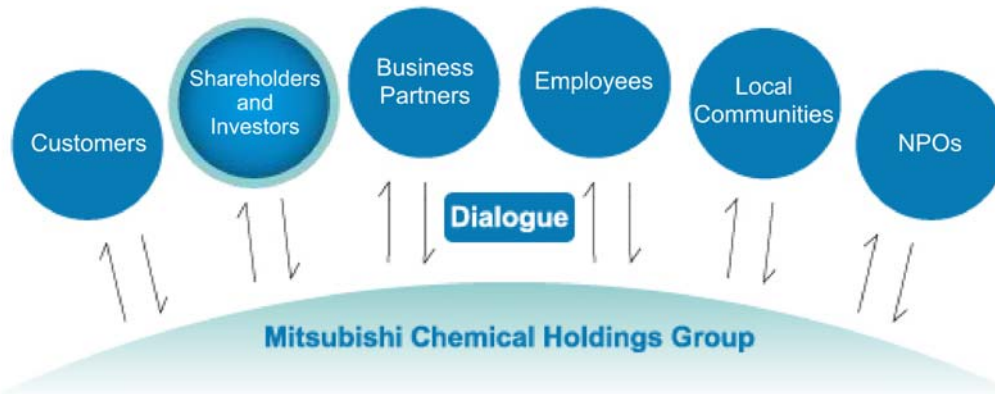 Customers
Shareholders
and
Investors
Business
Partners
Employees
Local
Communities
NPOs
Dialogue
Mitsubishi Chemical Holdings Group